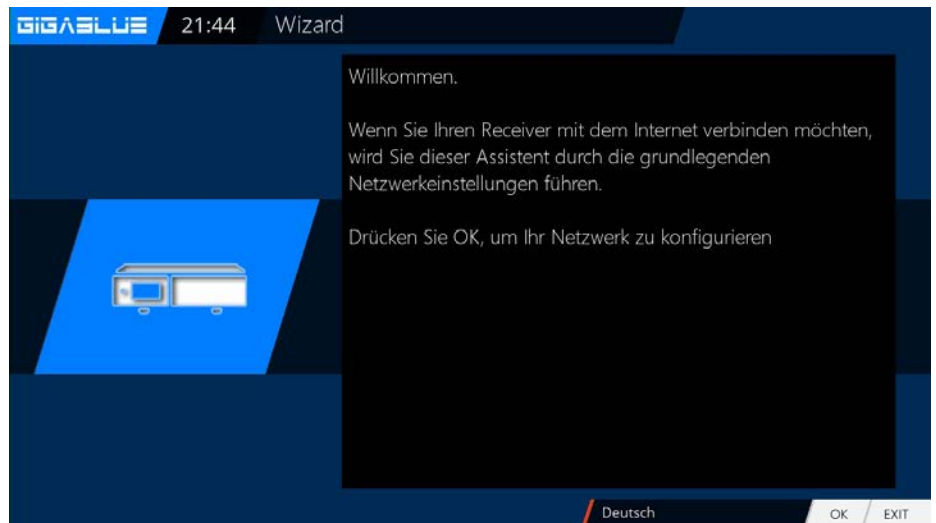 GIGABLUE 21:44 Wizard
Willkommen.
Wenn Sie Ihren Receiver mit dem Internet verbinden möchten,
wird Sie dieser Assistent durch die grundlegenden
Netzwerkeinstellungen führen.
Drücken Sie OK, um Ihr Netzwerk zu konfigurieren
Deutsch OK EXIT